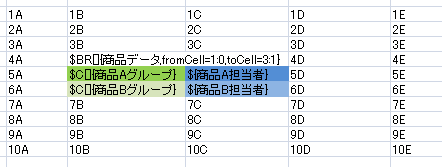 1A 1B 1C 1D 1E
2A 2B 2C 2D 2E
3A 3B 3C 3D 3E
4A $BR[]{商品データ,fromCell=1:0,toCell=3:1} 4D 4E
5A $C[]{商品Aグループ} ${商品A担当者} 5D 5E
6A $C[]{商品Bグループ} ${商品B担当者} 6D 6E
7A 7B 7C 7D 7E
8A 8B 8C 8D 8E
9A 9B 9C 9D 9E
10A 10B 10C 10D 10E